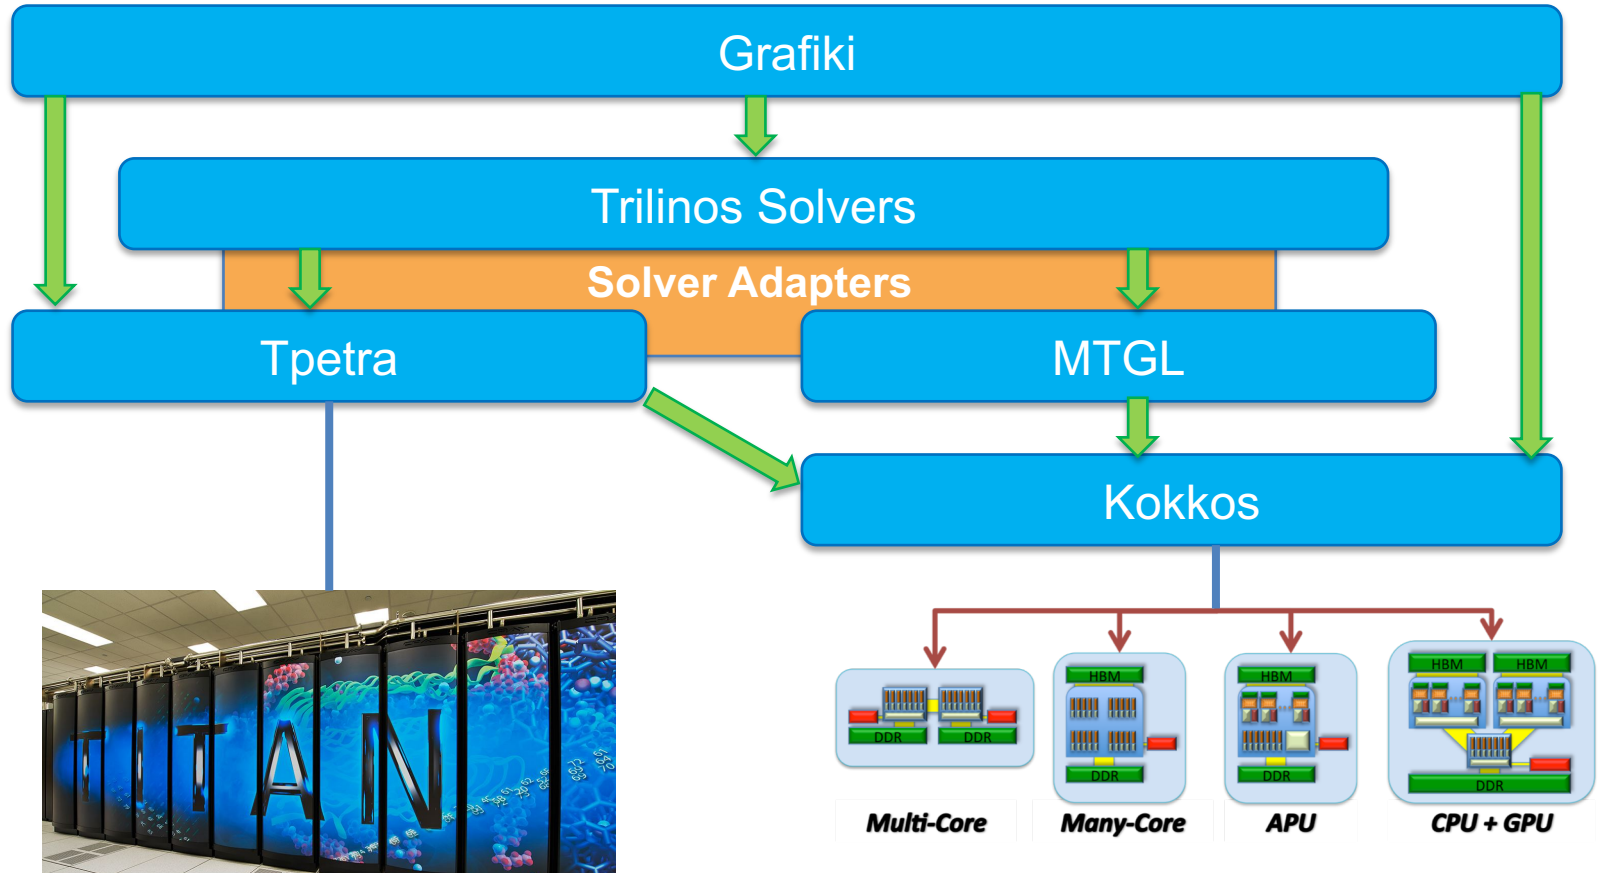 Grafiki
Trilinos Solvers
Solver Adapters
Tpetra
MTGL
Kokkos
TITAN
HBM
HBM
HBM HBM
DDR DDR
DDR
DDR
DDR
Multi-Core
Many-Core
APU
CPU + GPU